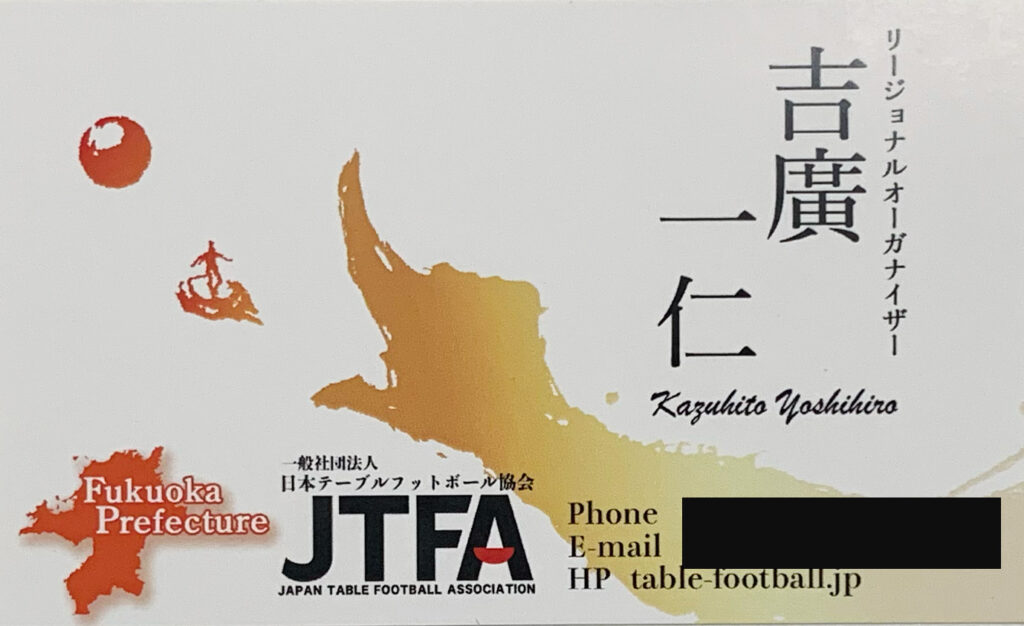 リージョナルオーガナイザー
吉廣
一仁
Kazuhito Yoshihiro
Fukuoka
Prefecture
一般社団法人
日本テーブルフットボール協会
JTFA
JAPAN TABLE FOOTBALL ASSOCIATION
Phone
E-mail
HP table-football.jp